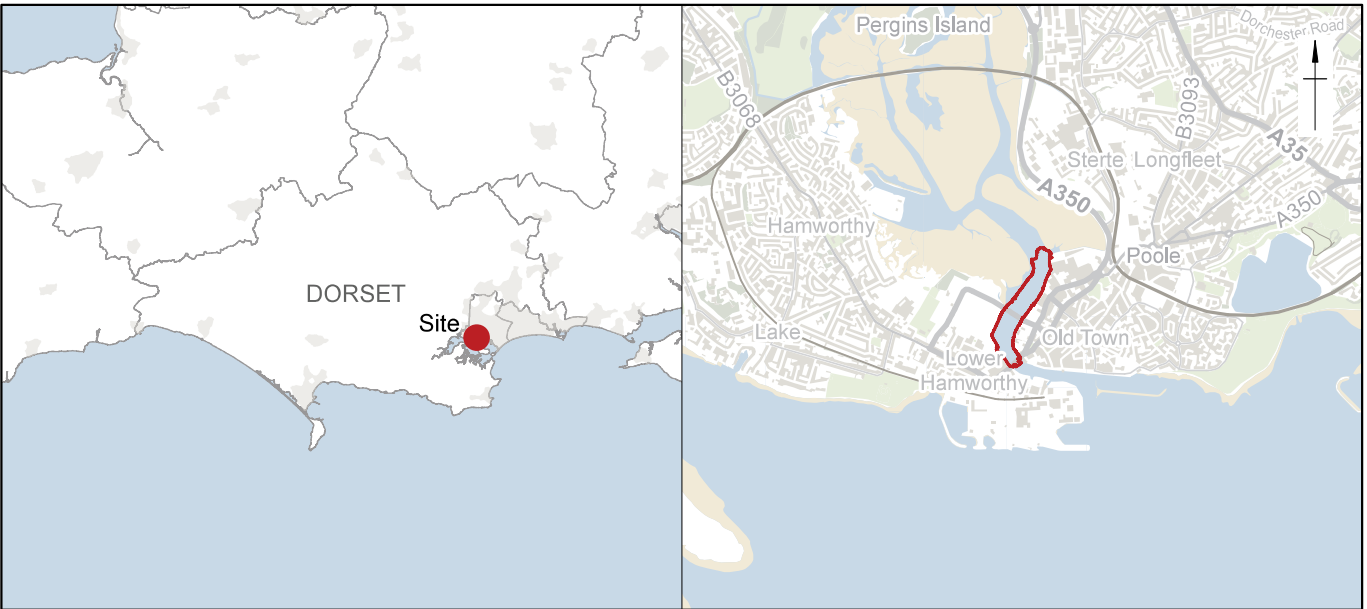 DORSET
Site
Pergins Island
Dorchester Road
B3068
B3093
A35
Sterte
Longfleet
A350
A350
Hamworthy
Poole
Lake
Old Town
Lower
Hamworthy